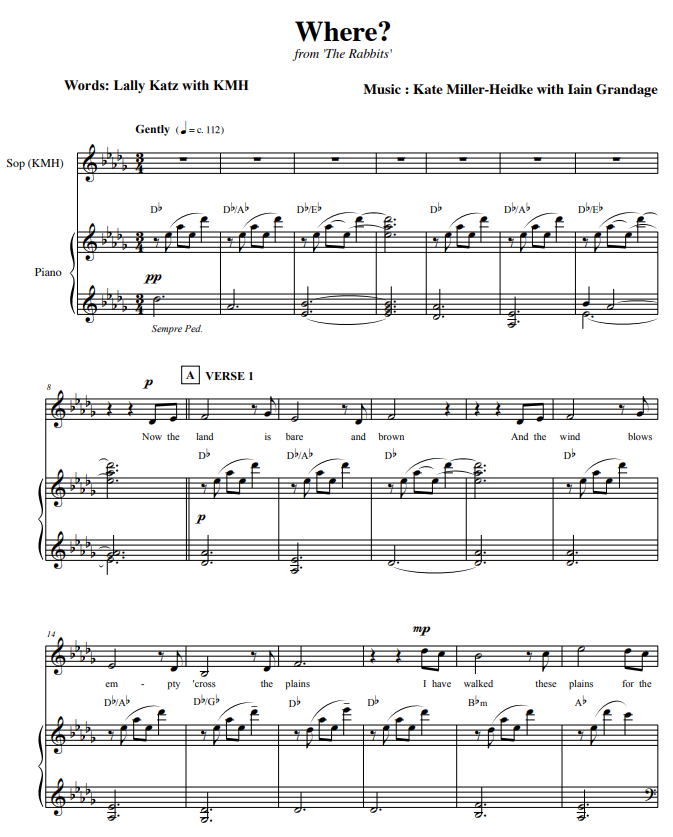 Where?
from 'The Rabbits'
Words: Lally Katz with KMH
Music : Kate Miller-Heidke with Iain Grandage
Gently (♩ = c. 112)
Sop (KMH)
D♭ D♭/A♭ D♭/E♭ D♭ D♭/A♭ D♭/E♭
Piano
pp
Sempre Ped.
8
p
A VERSE 1
Now the land is bare and brown And the wind blows
D♭ D♭/A♭ D♭ D♭
p
14
mp
em - pty 'cross the plains I have walked these plains for the
D♭/A♭ D♭/G♭ D♭ D♭ B♭m A♭